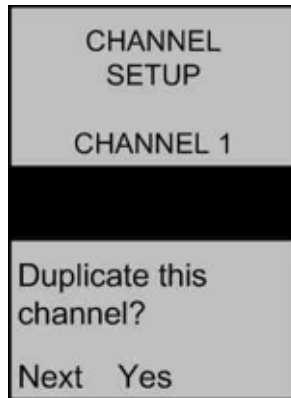 CHANNEL
SETUP
CHANNEL 1
Duplicate this
channel?
Next Yes